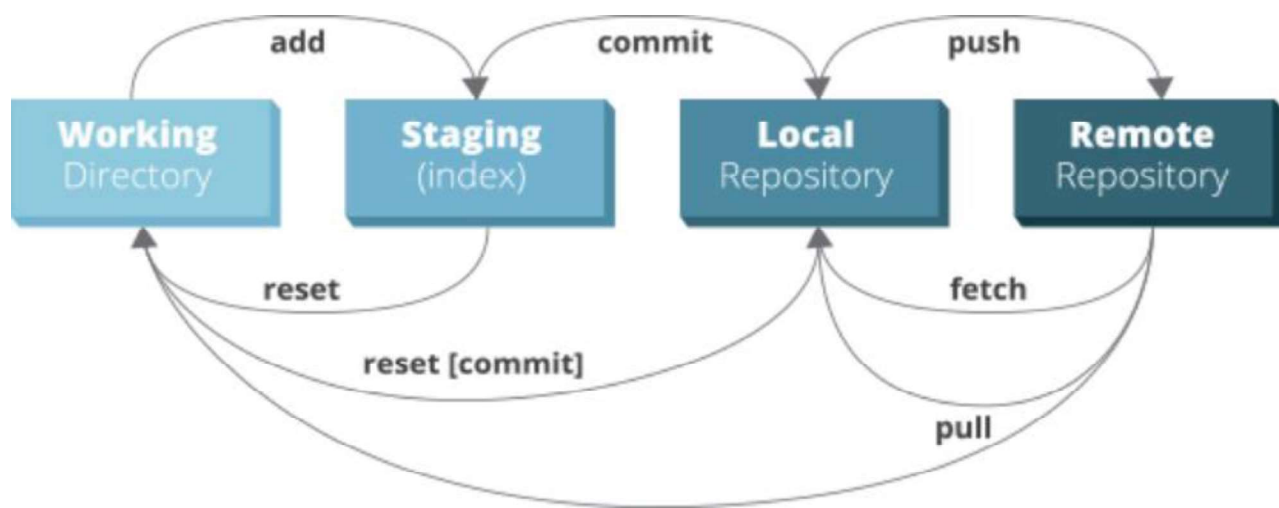 add
commit
push
Working
Directory
Staging
(index)
Local
Repository
Remote
Repository
reset
fetch
reset [commit]
pull